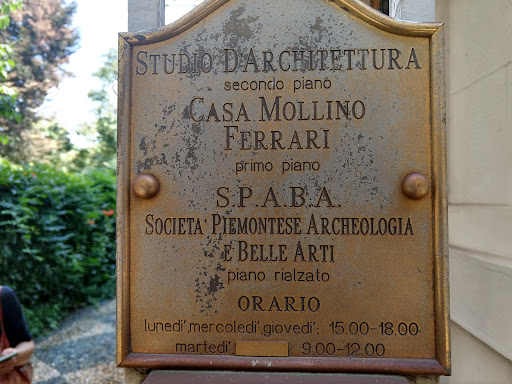 STUDIO D'ARCHITETTURA
secondo piano
CASA MOLLINO
FERRARI
primo piano
S.P.A.B.A.
SOCIETA' PIEMONTESE ARCHEOLOGIA
E BELLE ARTI
piano rialzato
ORARIO
lunedi', mercoledi', giovedi': 15.00-18.00
martedi' 9.00-12.00